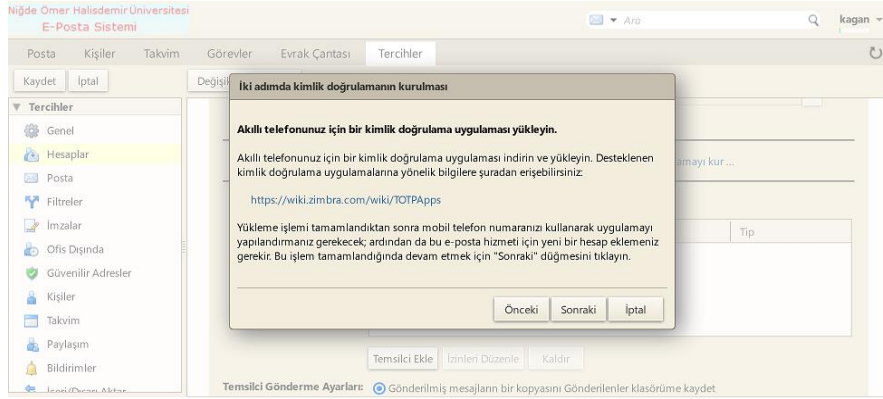 Niğde Ömer Halisdemir Üniversitesi
E-Posta Sistemi
Ara
kagan
Posta Kişiler Takvim Görevler Evrak Çantası Tercihler
Kaydet İptal
Tercihler
Genel
Hesaplar
Posta
Filtreler
İmzalar
Ofis Dışında
Güvenilir Adresler
Kişiler
Takvim
Paylaşım
Bildirimler
İki adımda kimlik doğrulamanın kurulması
Akıllı telefonunuz için bir kimlik doğrulama uygulaması yükleyin.
Akıllı telefonunuz için bir kimlik doğrulama uygulaması indirin ve yükleyin. Desteklenen
kimlik doğrulama uygulamalarına yönelik bilgilere şuradan erişebilirsiniz:
https://wiki.zimbra.com/wiki/TOTPApps
Yükleme işlemi tamamlandıktan sonra mobil telefon numaranızı kullanarak uygulamayı
yapılandırmanız gerekecek; ardından da bu e-posta hizmeti için yeni bir hesap eklemeniz
gerekir. Bu işlem tamamlandığında devam etmek için "Sonraki" düğmesini tıklayın.
Önceki Sonraki İptal
kur ...
Tip
Temsilci Ekle İzinleri Düzenle Kaldır
Temsilci Gönderme Ayarları: Gönderilmiş mesajların bir kopyasını Gönderilenler klasörüme kaydet